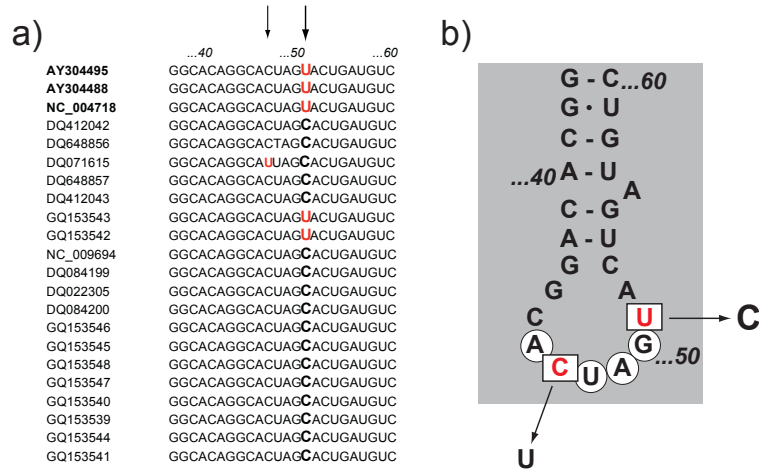 a)
...40 ...50 ...60
AY304495 GGCACAGGCACUAGUACUGAUGUC
AY304488 GGCACAGGCACUAGUACUGAUGUC
NC_004718 GGCACAGGCACUAGUACUGAUGUC
DQ412042 GGCACAGGCACUAGCACUGAUGUC
DQ648856 GGCACAGGCACTAGCACUGAUGUC
DQ071615 GGCACAGGCAUUAGCACUGAUGUC
DQ648857 GGCACAGGCACUAGCACUGAUGUC
DQ412043 GGCACAGGCACUAGCACUGAUGUC
GQ153543 GGCACAGGCACUAGUACUGAUGUC
GQ153542 GGCACAGGCACUAGUACUGAUGUC
NC_009694 GGCACAGGCACUAGCACUGAUGUC
DQ084199 GGCACAGGCACUAGCACUGAUGUC
DQ022305 GGCACAGGCACUAGCACUGAUGUC
DQ084200 GGCACAGGCACUAGCACUGAUGUC
GQ153546 GGCACAGGCACUAGCACUGAUGUC
GQ153545 GGCACAGGCACUAGCACUGAUGUC
GQ153548 GGCACAGGCACUAGCACUGAUGUC
GQ153547 GGCACAGGCACUAGCACUGAUGUC
GQ153540 GGCACAGGCACUAGCACUGAUGUC
GQ153539 GGCACAGGCACUAGCACUGAUGUC
GQ153544 GGCACAGGCACUAGCACUGAUGUC
GQ153541 GGCACAGGCACUAGCACUGAUGUC
b)
G - C ...60
G · U
C - G
...40 A - U
A
C - G
A - U
G C
G A
C U C
A G ...50
C U A
U